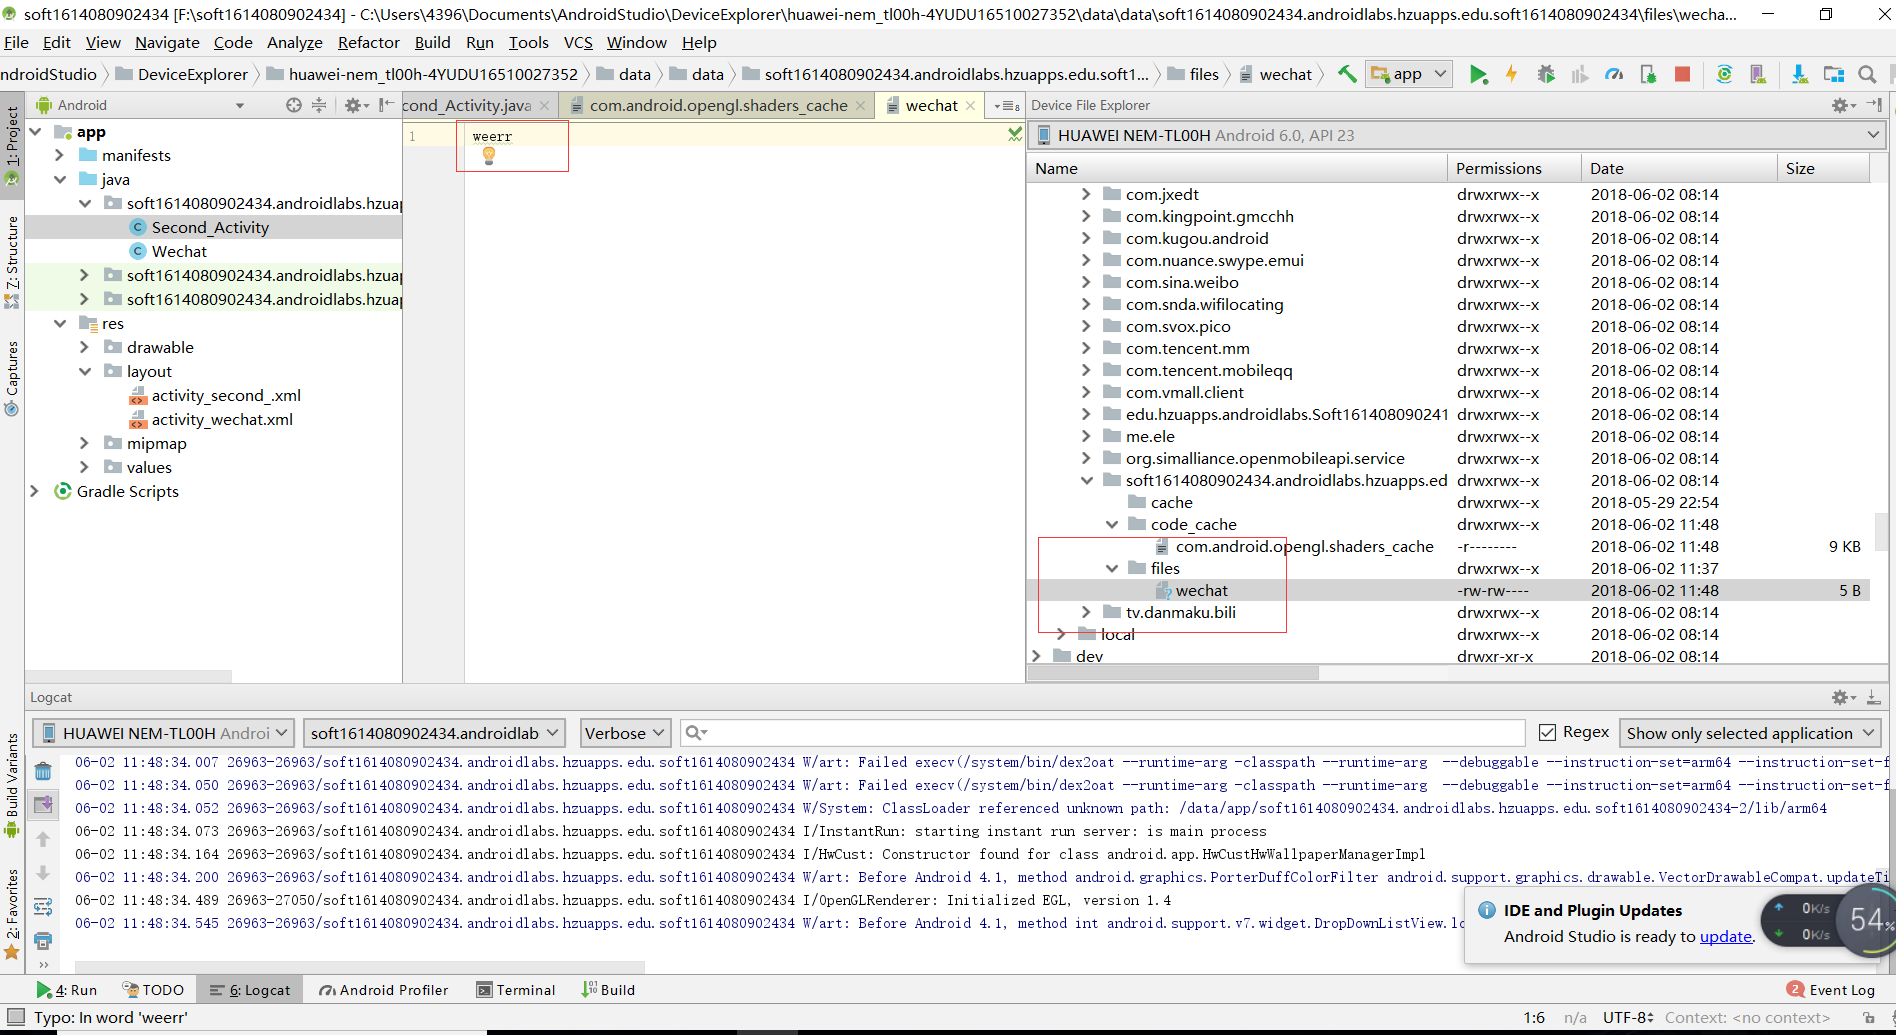 soft1614080902434 [F:\soft1614080902434] - C:\Users\4396\Documents\AndroidStudio\DeviceExplorer\huawei-nem_tl00h-4YUDU16510027352\data\data\soft1614080902434.androidlabs.hzuapps.edu.soft1614080902434\files\wecha...
File Edit View Navigate Code Analyze Refactor Build Run Tools VCS Window Help
ndroidStudio DeviceExplorer huawei-nem_tl00h-4YUDU16510027352 data data soft1614080902434.androidlabs.hzuapps.edu.soft1... files wechat app
Android
cond_Activity.java com.android.opengl.shaders_cache wechat 8
Device File Explorer
1: Project
Z: Structure
Captures
Build Variants
2: Favorites
app
manifests
java
soft1614080902434.androidlabs.hzuap
Second_Activity
Wechat
soft1614080902434.androidlabs.hzuap
soft1614080902434.androidlabs.hzuap
res
drawable
layout
activity_second_.xml
activity_wechat.xml
mipmap
values
Gradle Scripts
1 weerr
HUAWEI NEM-TL00H Android 6.0, API 23
Name Permissions Date Size
com.jxedt drwxrwx--x 2018-06-02 08:14
com.kingpoint.gmcchh drwxrwx--x 2018-06-02 08:14
com.kugou.android drwxrwx--x 2018-06-02 08:14
com.nuance.swype.emui drwxrwx--x 2018-06-02 08:14
com.sina.weibo drwxrwx--x 2018-06-02 08:14
com.snda.wifilocating drwxrwx--x 2018-06-02 08:14
com.svox.pico drwxrwx--x 2018-06-02 08:14
com.tencent.mm drwxrwx--x 2018-06-02 08:14
com.tencent.mobileqq drwxrwx--x 2018-06-02 08:14
com.vmall.client drwxrwx--x 2018-06-02 08:14
edu.hzuapps.androidlabs.Soft161408090241 drwxrwx--x 2018-06-02 08:14
me.ele drwxrwx--x 2018-06-02 08:14
org.simalliance.openmobileapi.service drwxrwx--x 2018-06-02 08:14
soft1614080902434.androidlabs.hzuapps.ed drwxrwx--x 2018-06-02 08:14
cache drwxrwx--x 2018-05-29 22:54
code_cache drwxrwx--x 2018-06-02 11:48
com.android.opengl.shaders_cache -r-------- 2018-06-02 11:48 9 KB
files drwxrwx--x 2018-06-02 11:37
wechat -rw-rw---- 2018-06-02 11:48 5 B
tv.danmaku.bili drwxrwx--x 2018-06-02 08:14
local drwxrwx--x 2018-06-02 08:14
dev drwxr-xr-x 2018-06-02 08:14
Logcat
HUAWEI NEM-TL00H Androi soft1614080902434.androidlab Verbose Regex Show only selected application
06-02 11:48:34.007 26963-26963/soft1614080902434.androidlabs.hzuapps.edu.soft1614080902434 W/art: Failed execv(/system/bin/dex2oat --runtime-arg -classpath --runtime-arg --debuggable --instruction-set=arm64 --instruction-set-f
06-02 11:48:34.050 26963-26963/soft1614080902434.androidlabs.hzuapps.edu.soft1614080902434 W/art: Failed execv(/system/bin/dex2oat --runtime-arg -classpath --runtime-arg --debuggable --instruction-set=arm64 --instruction-set-f
06-02 11:48:34.052 26963-26963/soft1614080902434.androidlabs.hzuapps.edu.soft1614080902434 W/System: ClassLoader referenced unknown path: /data/app/soft1614080902434.androidlabs.hzuapps.edu.soft1614080902434-2/lib/arm64
06-02 11:48:34.073 26963-26963/soft1614080902434.androidlabs.hzuapps.edu.soft1614080902434 I/InstantRun: starting instant run server: is main process
06-02 11:48:34.164 26963-26963/soft1614080902434.androidlabs.hzuapps.edu.soft1614080902434 I/HwCust: Constructor found for class android.app.HwCustHwWallpaperManagerImpl
06-02 11:48:34.200 26963-26963/soft1614080902434.androidlabs.hzuapps.edu.soft1614080902434 W/art: Before Android 4.1, method android.graphics.PorterDuffColorFilter android.support.graphics.drawable.VectorDrawableCompat.updateTi
06-02 11:48:34.489 26963-27050/soft1614080902434.androidlabs.hzuapps.edu.soft1614080902434 I/OpenGLRenderer: Initialized EGL, version 1.4
06-02 11:48:34.545 26963-26963/soft1614080902434.androidlabs.hzuapps.edu.soft1614080902434 W/art: Before Android 4.1, method int android.support.v7.widget.DropDownListView.lo
IDE and Plugin Updates
Android Studio is ready to update.
0K/s
0K/s
54%
4: Run TODO 6: Logcat Android Profiler Terminal Build 2 Event Log
Typo: In word 'weerr' 1:6 n/a UTF-8 Context: <no context>